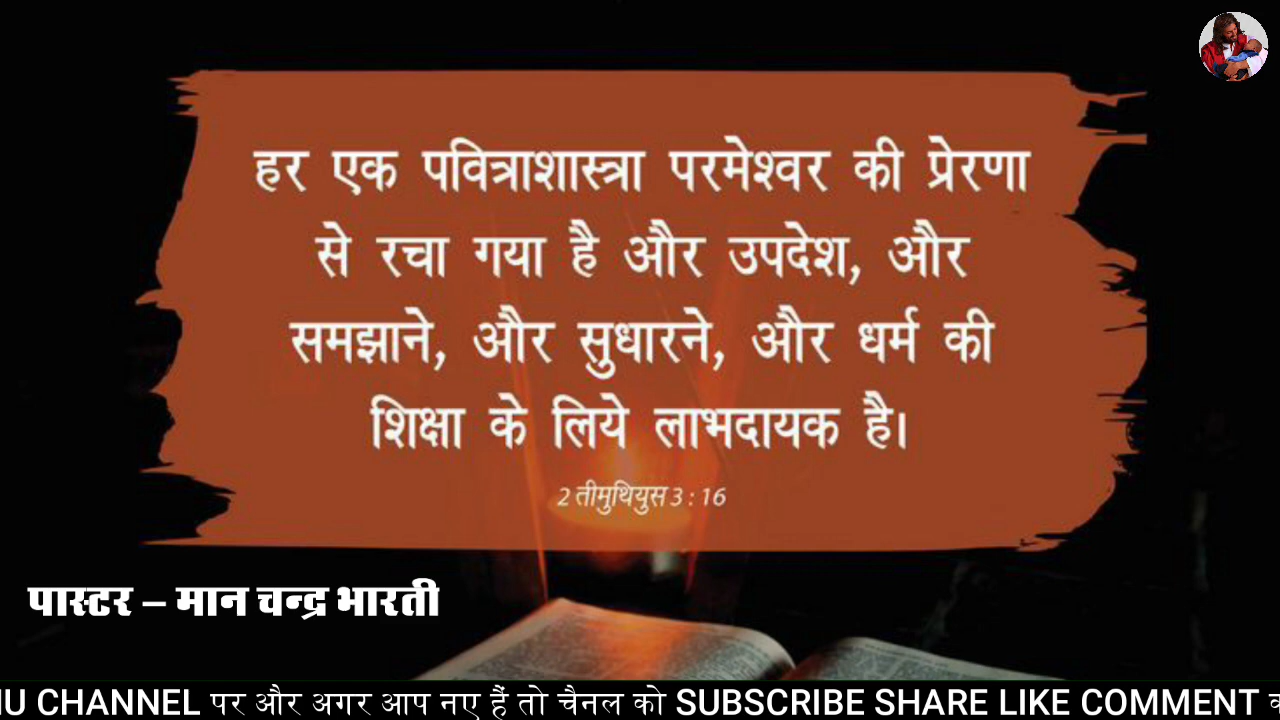 हर एक पवित्राशास्त्रा परमेश्वर की प्रेरणा
से रचा गया है और उपदेश, और
समझाने, और सुधारने, और धर्म की
शिक्षा के लिये लाभदायक है।
2 तीमुथियुस 3 : 16
पास्टर – मान चन्द्र भारती
CHANNEL पर और अगर आप नए हैं तो चैनल को SUBSCRIBE SHARE LIKE COMMENT